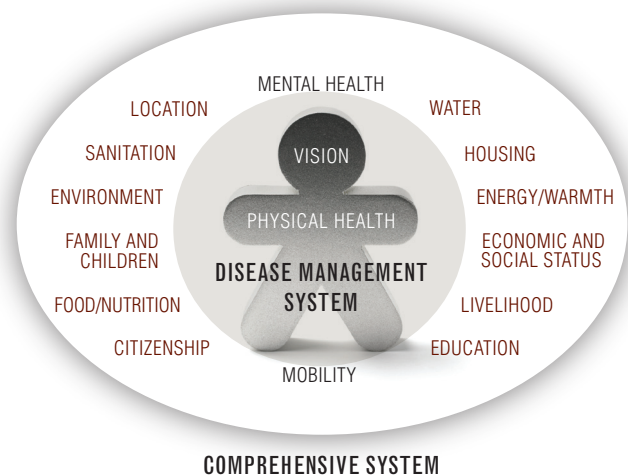 MENTAL HEALTH
LOCATION
WATER
SANITATION
VISION
HOUSING
ENVIRONMENT
ENERGY/WARMTH
PHYSICAL HEALTH
FAMILY AND
CHILDREN
ECONOMIC AND
SOCIAL STATUS
DISEASE MANAGEMENT
SYSTEM
FOOD/NUTRITION
LIVELIHOOD
CITIZENSHIP
EDUCATION
MOBILITY
COMPREHENSIVE SYSTEM